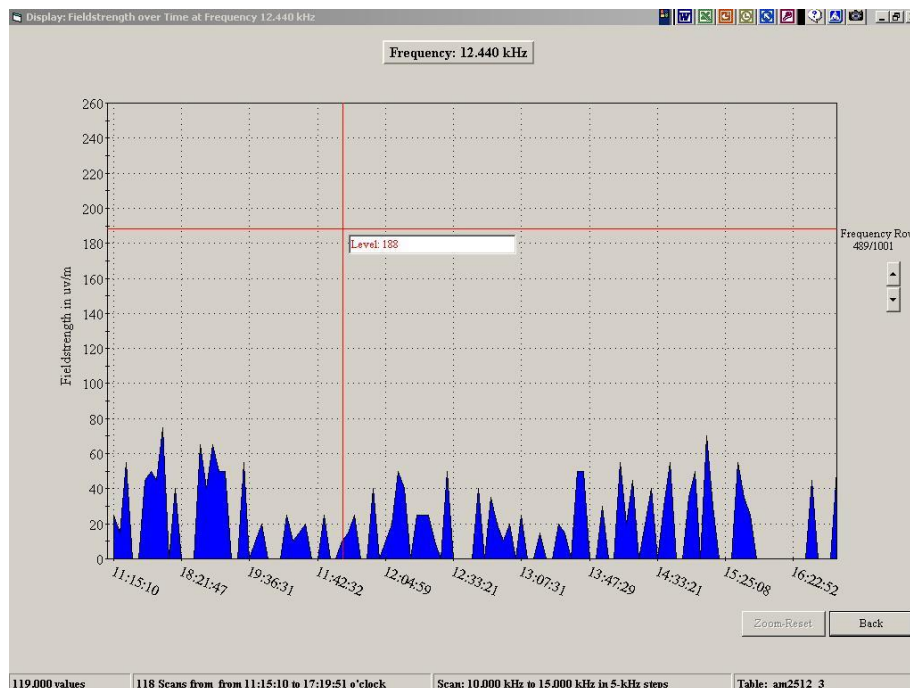 Display: Fieldstrength over Time at Frequency 12.440 kHz
Frequency: 12.440 kHz
260
240
220
200
180
160
140
120
100
80
60
40
20
0
Fieldstrength in uv/m
Level: 188
Frequency Row
489/1001
11:15:10 18:21:47 19:36:31 11:42:32 12:04:59 12:33:21 13:07:31 13:47:29 14:33:21 15:25:08 16:22:52
Zoom-Reset Back
119.000 values 118 Scans from from 11:15:10 to 17:19:51 o'clock Scan: 10.000 kHz to 15.000 kHz in 5-kHz steps Table: am2512_3